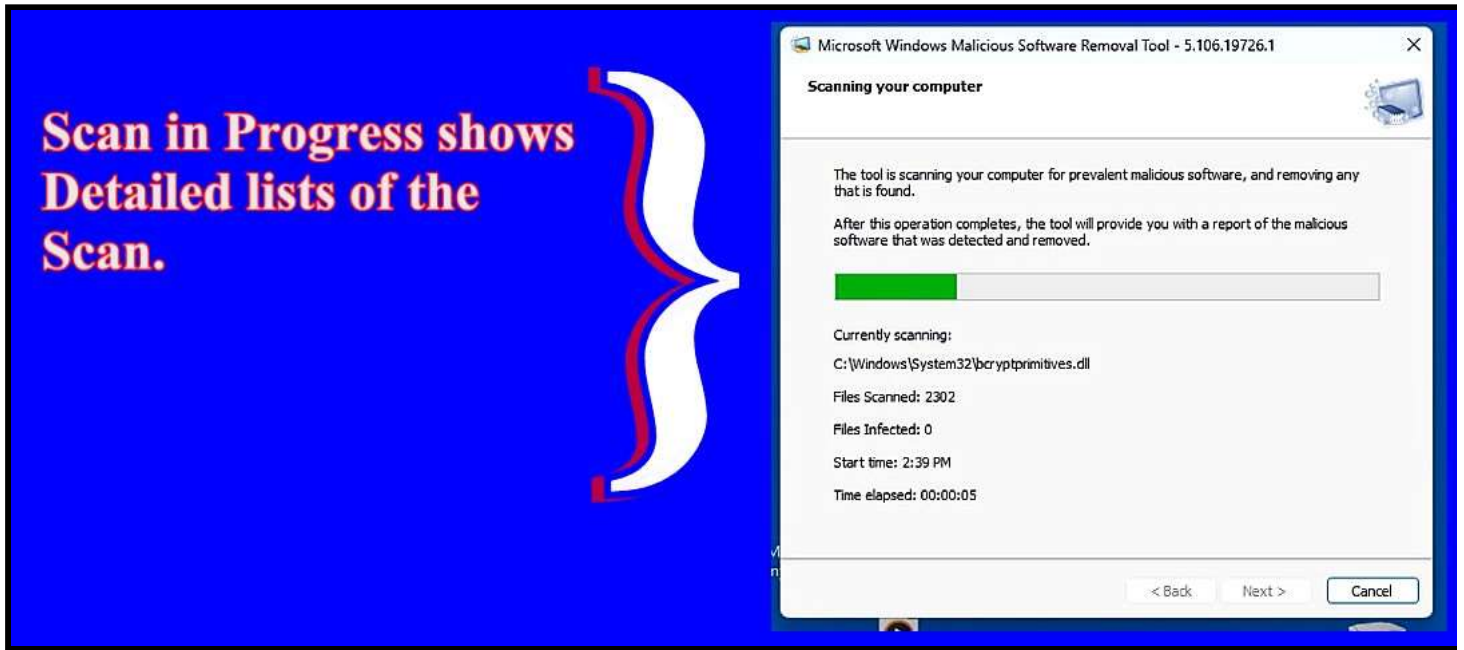 Scan in Progress shows
Detailed lists of the
Scan.
Microsoft Windows Malicious Software Removal Tool - 5.106.19726.1
Scanning your computer
The tool is scanning your computer for prevalent malicious software, and removing any
that is found.
After this operation completes, the tool will provide you with a report of the malicious
software that was detected and removed.
Currently scanning:
C:\Windows\System32\bcryptprimitives.dll
Files Scanned: 2302
Files Infected: 0
Start time: 2:39 PM
Time elapsed: 00:00:05
< Back Next > Cancel